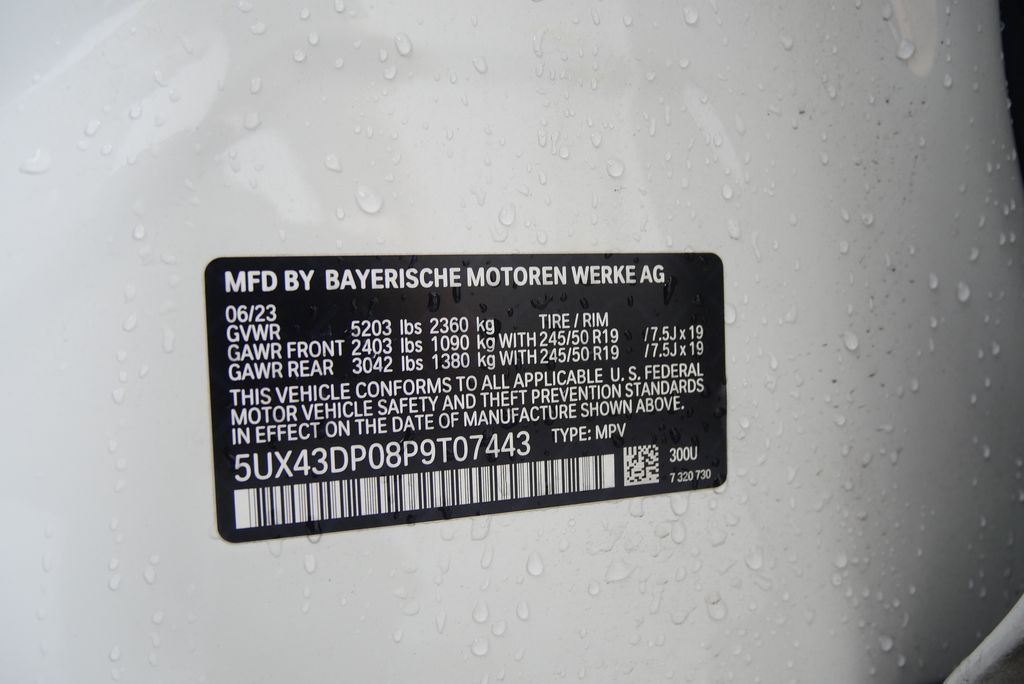 MFD BY BAYERISCHE MOTOREN WERKE AG
06/23
GVWR 5203 lbs 2360 kg TIRE / RIM
GAWR FRONT 2403 lbs 1090 kg WITH 245/50 R19 /7.5J x 19
GAWR REAR 3042 lbs 1380 kg WITH 245/50 R19 /7.5J x 19
THIS VEHICLE CONFORMS TO ALL APPLICABLE U.S. FEDERAL
MOTOR VEHICLE SAFETY AND THEFT PREVENTION STANDARDS
IN EFFECT ON THE DATE OF MANUFACTURE SHOWN ABOVE.
5UX43DP08P9T07443 TYPE: MPV
300U
7 320 730